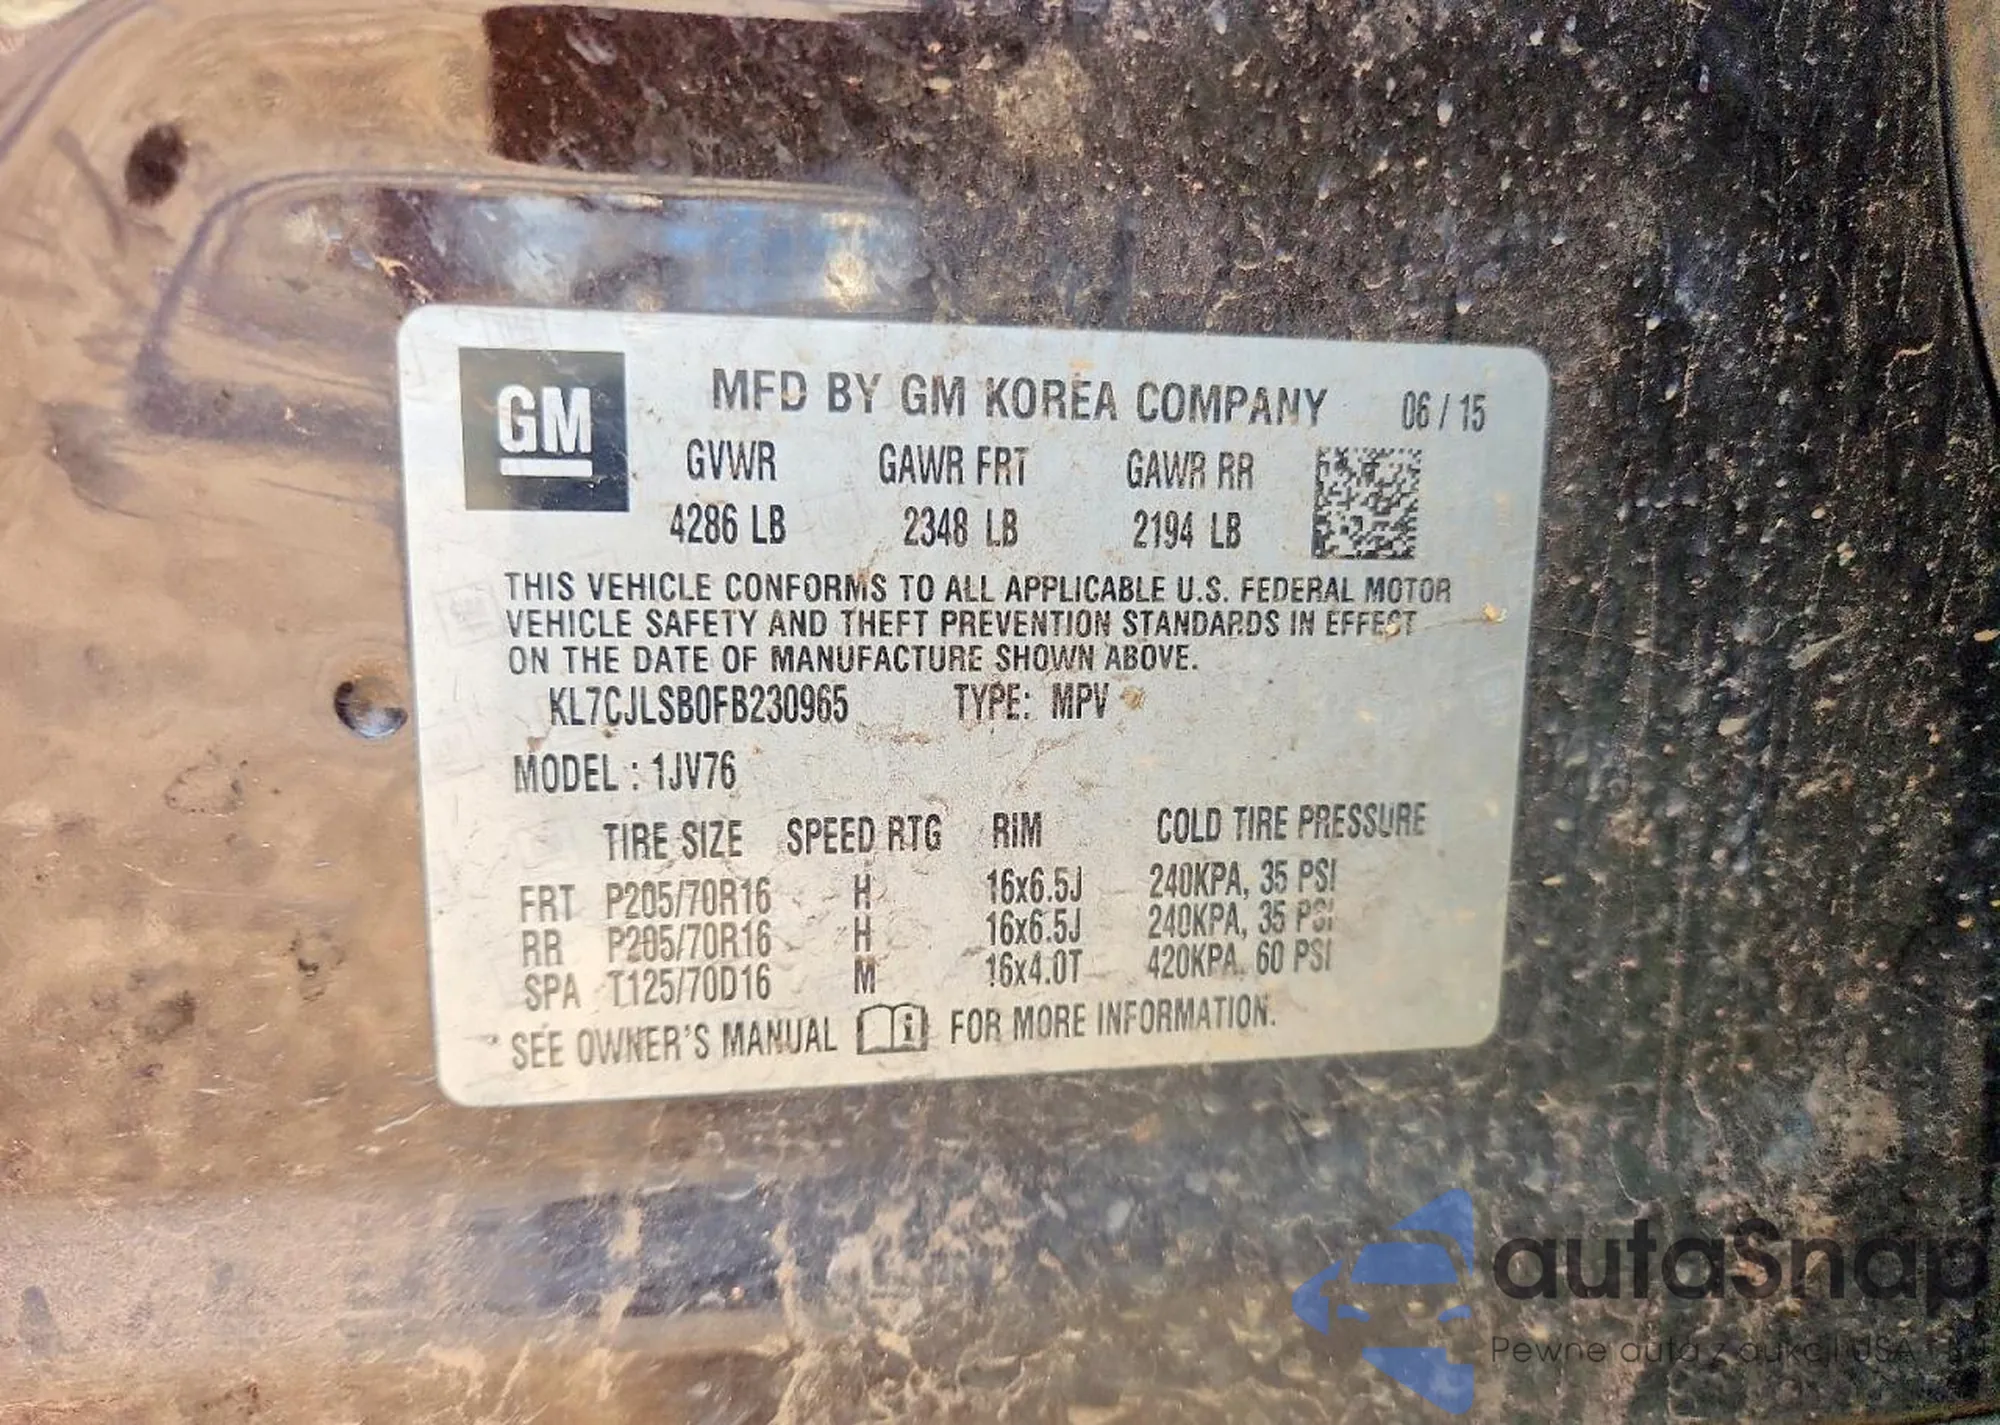 GM
MFD BY GM KOREA COMPANY 06 / 15
GVWR GAWR FRT GAWR RR
4286 LB 2348 LB 2194 LB
THIS VEHICLE CONFORMS TO ALL APPLICABLE U.S. FEDERAL MOTOR
VEHICLE SAFETY AND THEFT PREVENTION STANDARDS IN EFFECT
ON THE DATE OF MANUFACTURE SHOWN ABOVE.
KL7CJLSB0FB230965 TYPE: MPV
MODEL : 1JV76
TIRE SIZE SPEED RTG RIM COLD TIRE PRESSURE
FRT P205/70R16 H 16x6.5J 240KPA, 35 PSI
RR P205/70R16 H 16x6.5J 240KPA, 35 PSI
SPA T125/70D16 M 16x4.0T 420KPA, 60 PSI
SEE OWNER'S MANUAL i FOR MORE INFORMATION.
autaSnap
Pewne auta z aukcji USA